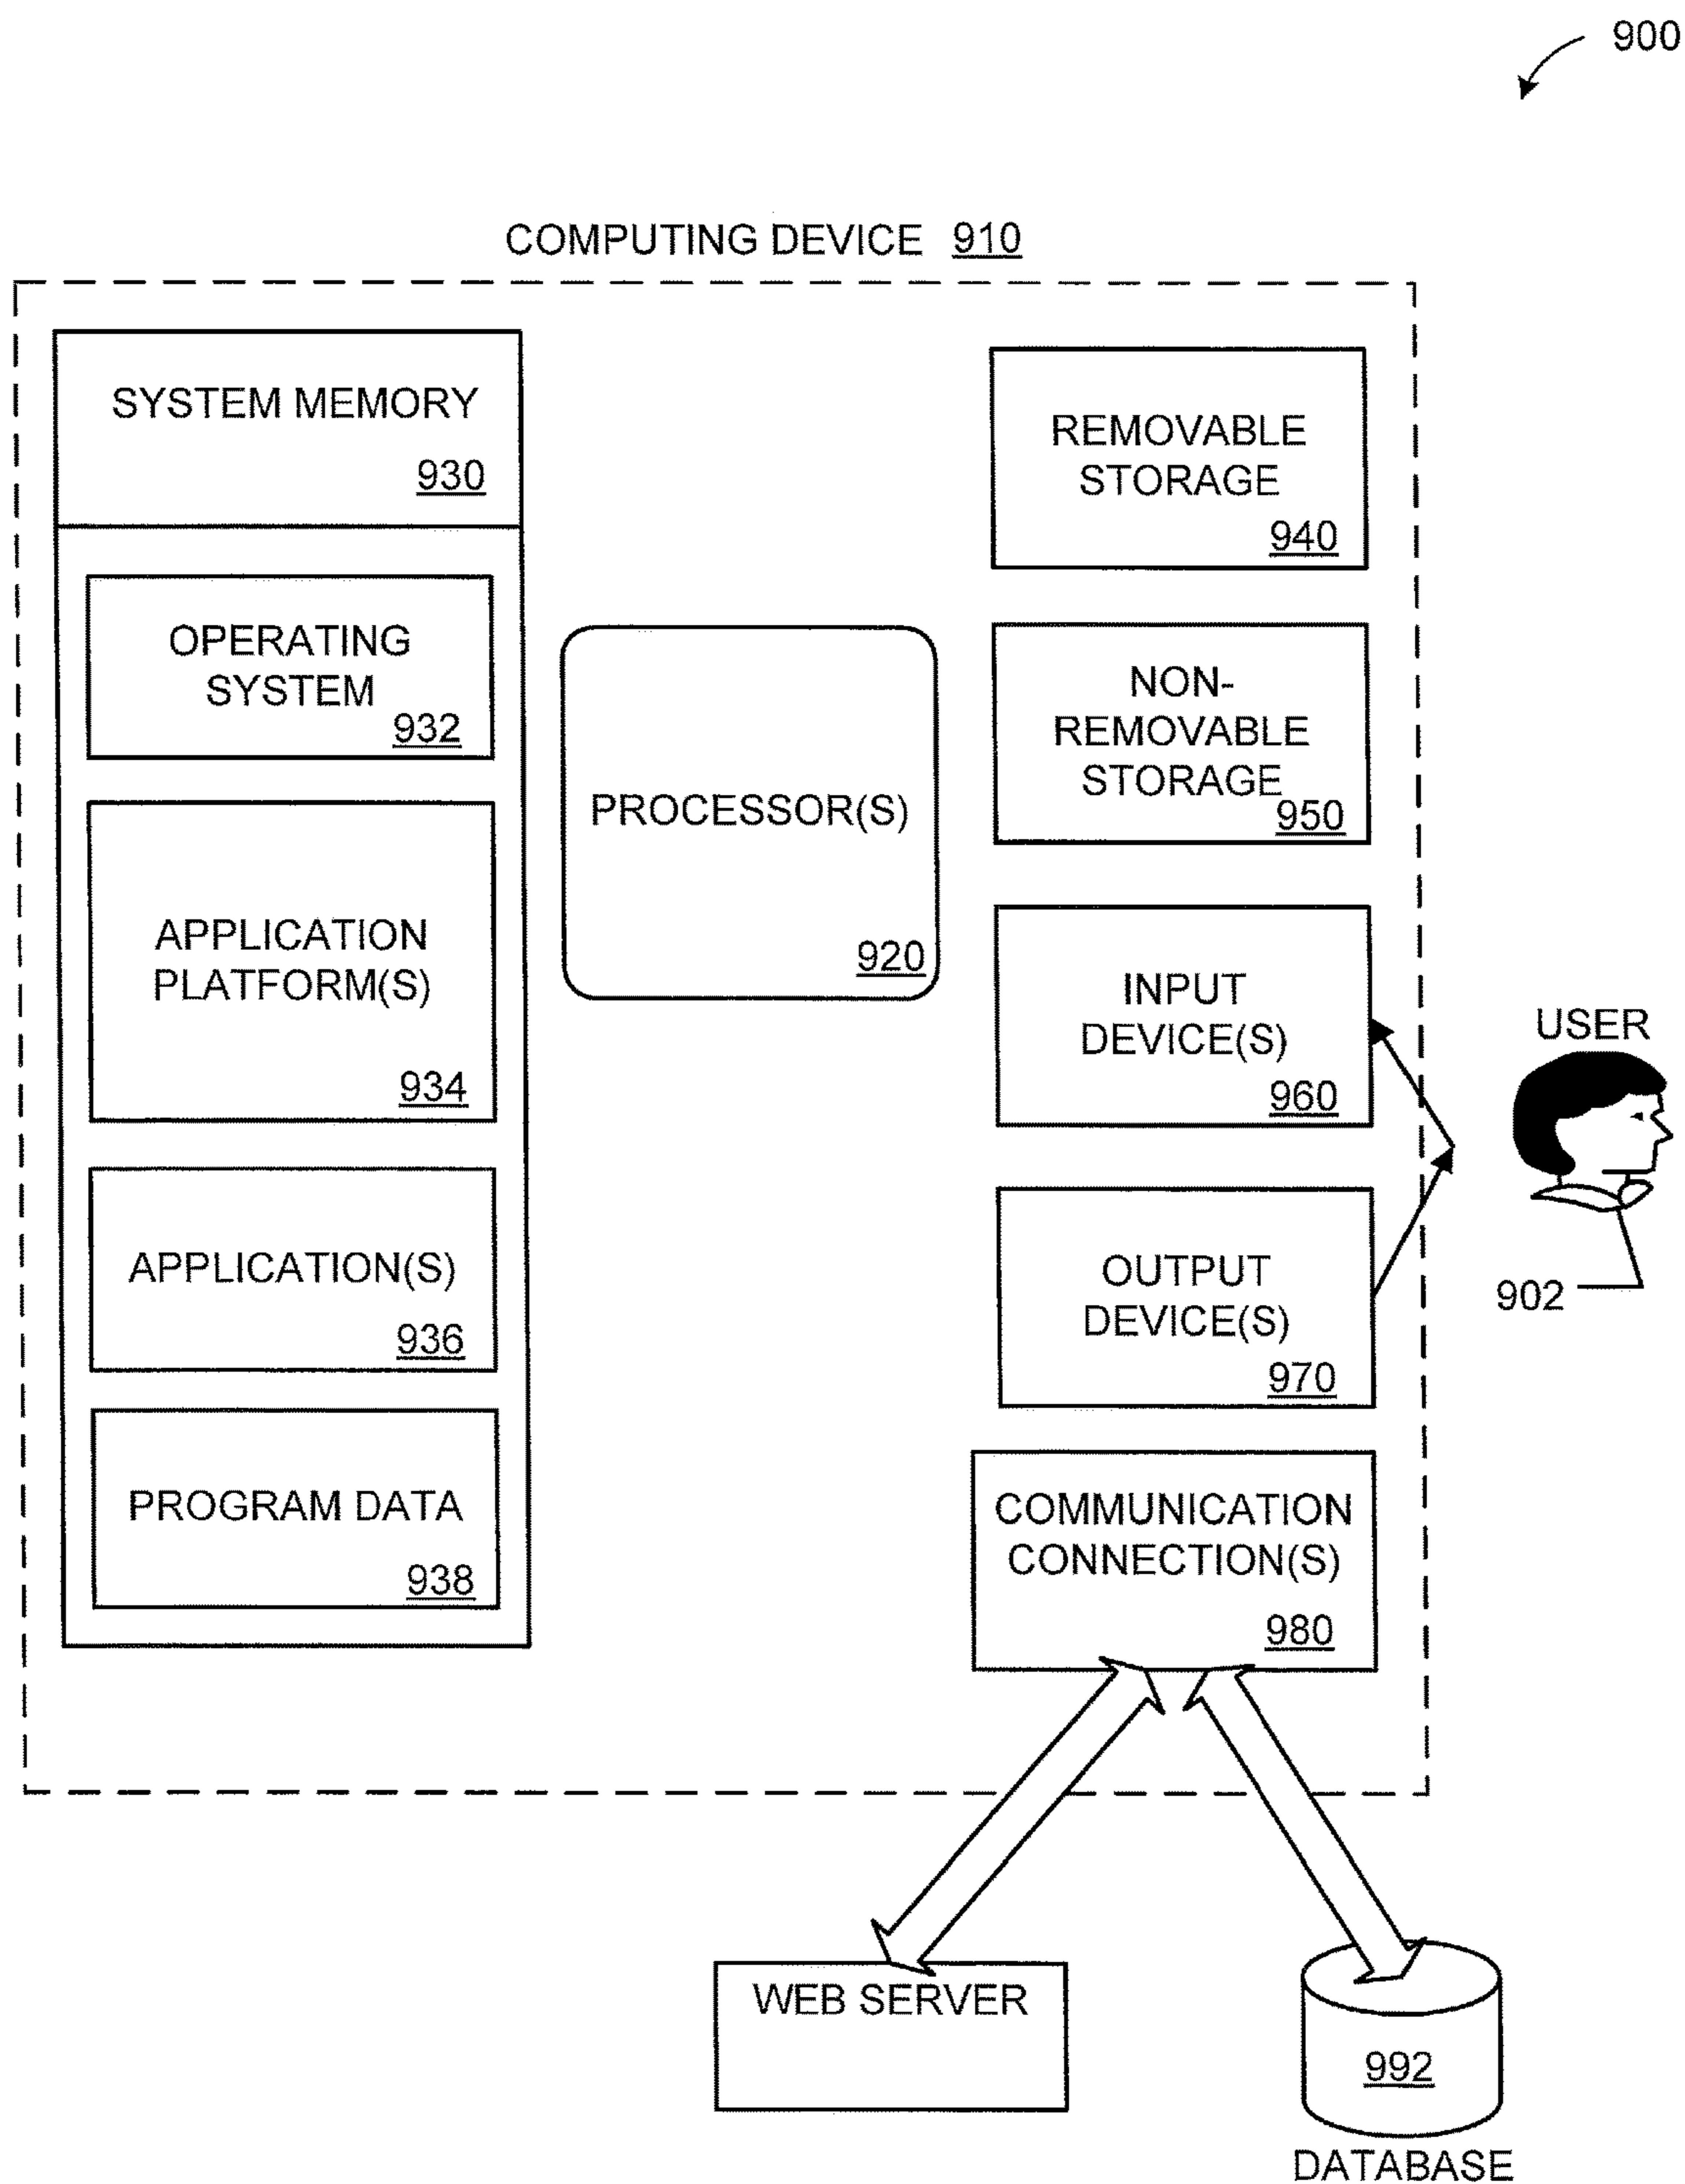 900
COMPUTING DEVICE 910
SYSTEM MEMORY
930
OPERATING
SYSTEM
932
APPLICATION
PLATFORM(S)
934
APPLICATION(S)
936
PROGRAM DATA
938
PROCESSOR(S)
920
REMOVABLE
STORAGE
940
NON-
REMOVABLE
STORAGE
950
INPUT
DEVICE(S)
960
OUTPUT
DEVICE(S)
970
COMMUNICATION
CONNECTION(S)
980
USER
902
WEB SERVER
992
DATABASE